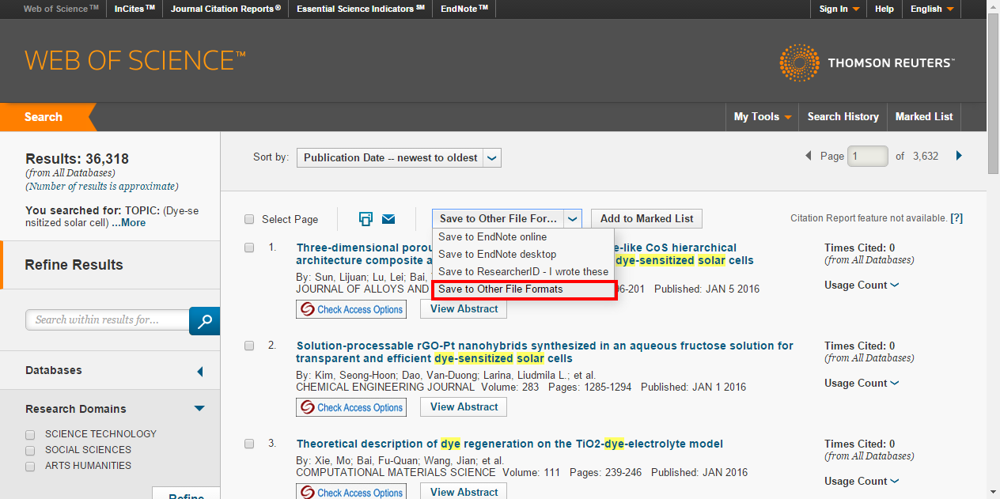 Web of Science™ InCites™ Journal Citation Reports® Essential Science Indicators℠ EndNote™ Sign In Help English
WEB OF SCIENCE™
THOMSON REUTERS™
Search My Tools Search History Marked List
Results: 36,318
(from All Databases)
(Number of results is approximate)
You searched for: TOPIC: (Dye-se
nsitized solar cell) ...More
Refine Results
Search within results for...
Databases
Research Domains
SCIENCE TECHNOLOGY
SOCIAL SCIENCES
ARTS HUMANITIES
Refine
Sort by: Publication Date -- newest to oldest Page 1 of 3,632
Select Page Save to Other File For... Add to Marked List Citation Report feature not available. [?]
Save to EndNote online
Save to EndNote desktop
Save to ResearcherID - I wrote these
Save to Other File Formats
1. Three-dimensional e-like CoS hierarchical
architecture composite dye-sensitized solar cells
By: Sun, Lijuan; Lu, Lei; Bai,
JOURNAL OF ALLOYS AND 6-201 Published: JAN 5 2016
Check Access Options View Abstract
Times Cited: 0
(from All Databases)
Usage Count
2. Solution-processable rGO-Pt nanohybrids synthesized in an aqueous fructose solution for
transparent and efficient dye-sensitized solar cells
By: Kim, Seong-Hoon; Dao, Van-Duong; Larina, Liudmila L.; et al.
CHEMICAL ENGINEERING JOURNAL Volume: 283 Pages: 1285-1294 Published: JAN 1 2016
Check Access Options View Abstract
Times Cited: 0
(from All Databases)
Usage Count
3. Theoretical description of dye regeneration on the TiO2-dye-electrolyte model
By: Xie, Mo; Bai, Fu-Quan; Wang, Jian; et al.
COMPUTATIONAL MATERIALS SCIENCE Volume: 111 Pages: 239-246 Published: JAN 2016
Check Access Options View Abstract
Times Cited: 0
(from All Databases)
Usage Count